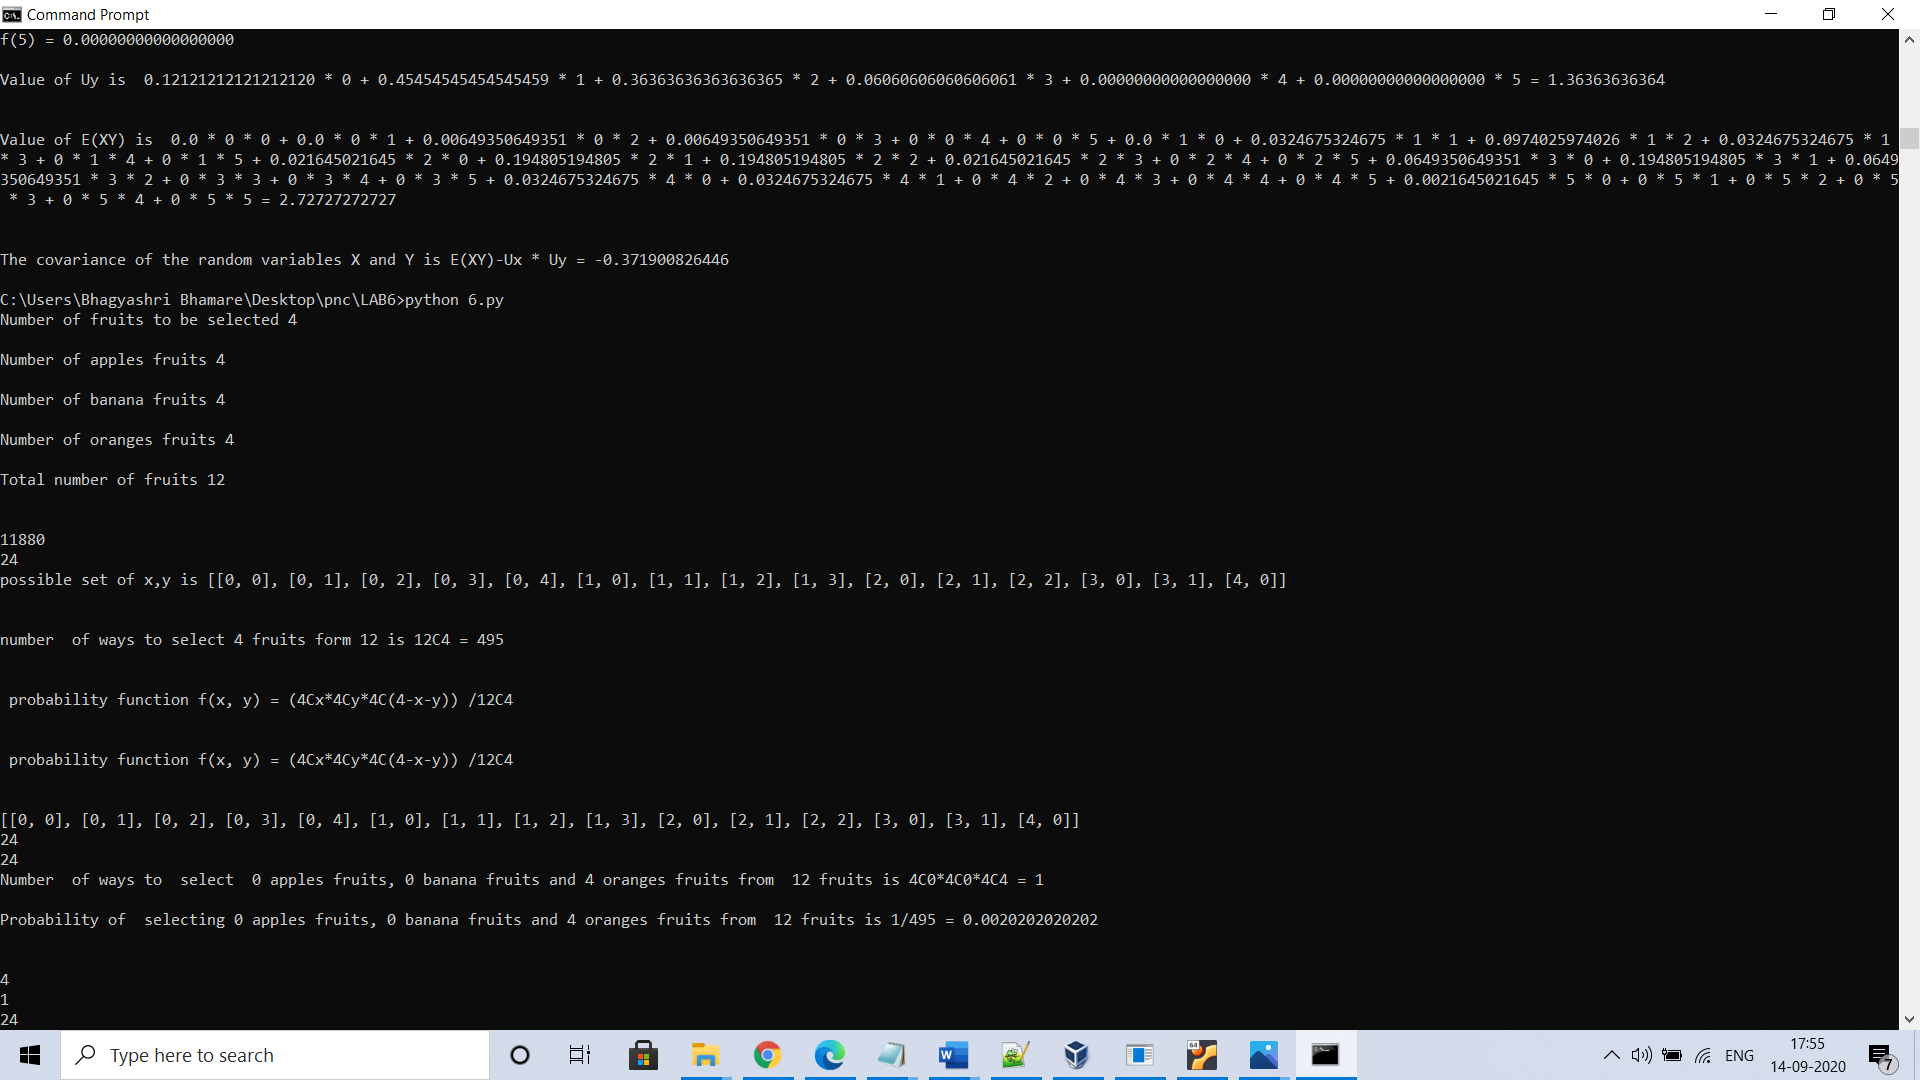 Command Prompt
f(5) = 0.00000000000000000
Value of Uy is  0.12121212121212120 * 0 + 0.45454545454545459 * 1 + 0.36363636363636365 * 2 + 0.06060606060606061 * 3 + 0.00000000000000000 * 4 + 0.00000000000000000 * 5 = 1.36363636364
Value of E(XY) is  0.0 * 0 * 0 + 0.0 * 0 * 1 + 0.00649350649351 * 0 * 2 + 0.00649350649351 * 0 * 3 + 0 * 0 * 4 + 0 * 0 * 5 + 0.0 * 1 * 0 + 0.0324675324675 * 1 * 1 + 0.0974025974026 * 1 * 2 + 0.0324675324675 * 1
* 3 + 0 * 1 * 4 + 0 * 1 * 5 + 0.021645021645 * 2 * 0 + 0.194805194805 * 2 * 1 + 0.194805194805 * 2 * 2 + 0.021645021645 * 2 * 3 + 0 * 2 * 4 + 0 * 2 * 5 + 0.0649350649351 * 3 * 0 + 0.194805194805 * 3 * 1 + 0.0649
350649351 * 3 * 2 + 0 * 3 * 3 + 0 * 3 * 4 + 0 * 3 * 5 + 0.0324675324675 * 4 * 0 + 0.0324675324675 * 4 * 1 + 0 * 4 * 2 + 0 * 4 * 3 + 0 * 4 * 4 + 0 * 4 * 5 + 0.0021645021645 * 5 * 0 + 0 * 5 * 1 + 0 * 5 * 2 + 0 * 5
* 3 + 0 * 5 * 4 + 0 * 5 * 5 = 2.72727272727
The covariance of the random variables X and Y is E(XY)-Ux * Uy = -0.371900826446
C:\Users\Bhagyashri Bhamare\Desktop\pnc\LAB6>python 6.py
Number of fruits to be selected 4
Number of apples fruits 4
Number of banana fruits 4
Number of oranges fruits 4
Total number of fruits 12
11880
24
possible set of x,y is [[0, 0], [0, 1], [0, 2], [0, 3], [0, 4], [1, 0], [1, 1], [1, 2], [1, 3], [2, 0], [2, 1], [2, 2], [3, 0], [3, 1], [4, 0]]
number  of ways to select 4 fruits form 12 is 12C4 = 495
probability function f(x, y) = (4Cx*4Cy*4C(4-x-y)) /12C4
probability function f(x, y) = (4Cx*4Cy*4C(4-x-y)) /12C4
[[0, 0], [0, 1], [0, 2], [0, 3], [0, 4], [1, 0], [1, 1], [1, 2], [1, 3], [2, 0], [2, 1], [2, 2], [3, 0], [3, 1], [4, 0]]
24
24
Number  of ways to  select  0 apples fruits, 0 banana fruits and 4 oranges fruits from  12 fruits is 4C0*4C0*4C4 = 1
Probability of  selecting 0 apples fruits, 0 banana fruits and 4 oranges fruits from  12 fruits is 1/495 = 0.0020202020202
4
1
24
Type here to search
ENG
17:55
14-09-2020
7